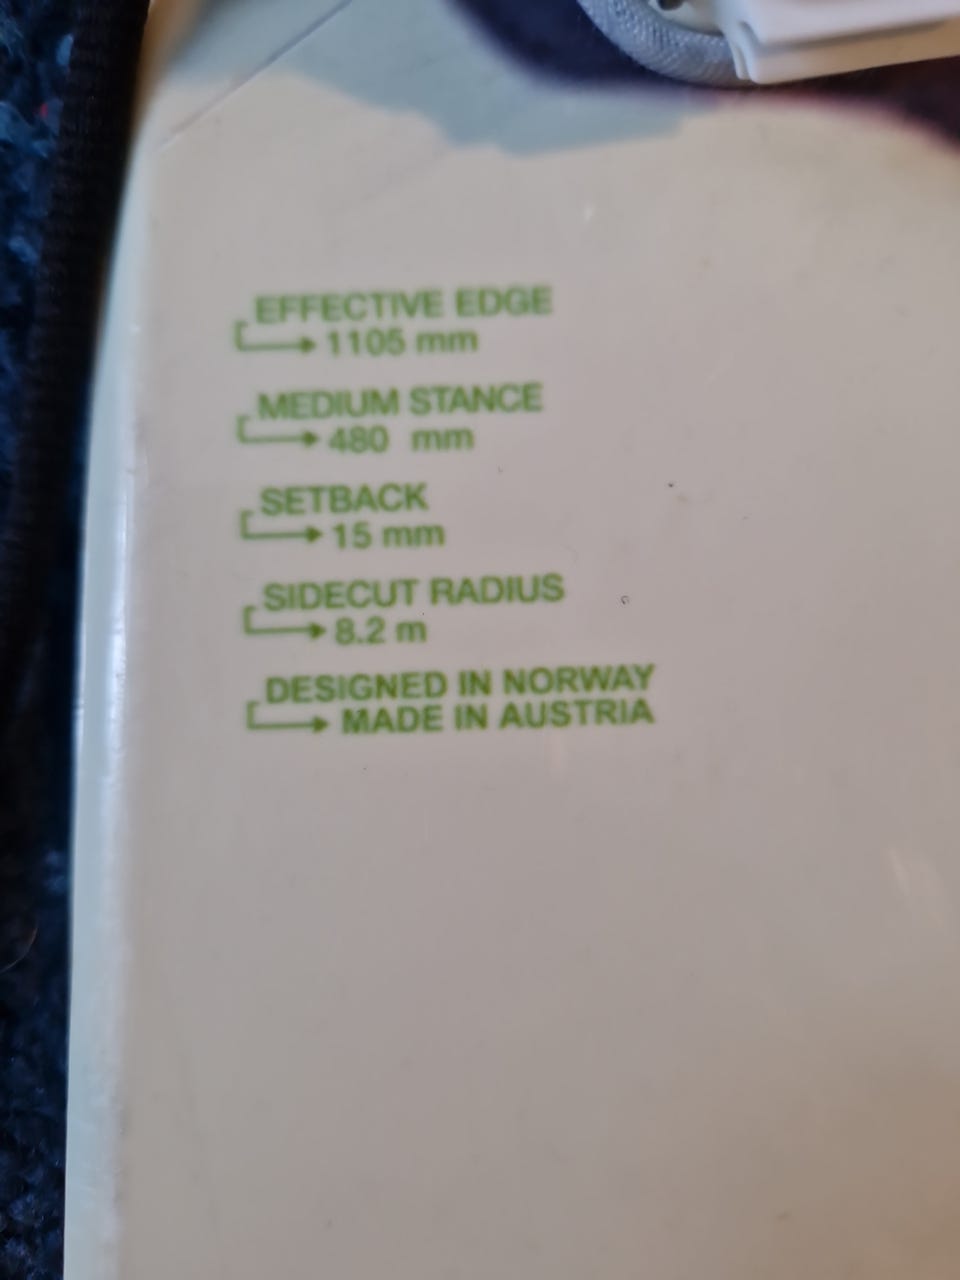 EFFECTIVE EDGE
1105 mm
MEDIUM STANCE
480 mm
SETBACK
15 mm
SIDECUT RADIUS
8.2 m
DESIGNED IN NORWAY
MADE IN AUSTRIA